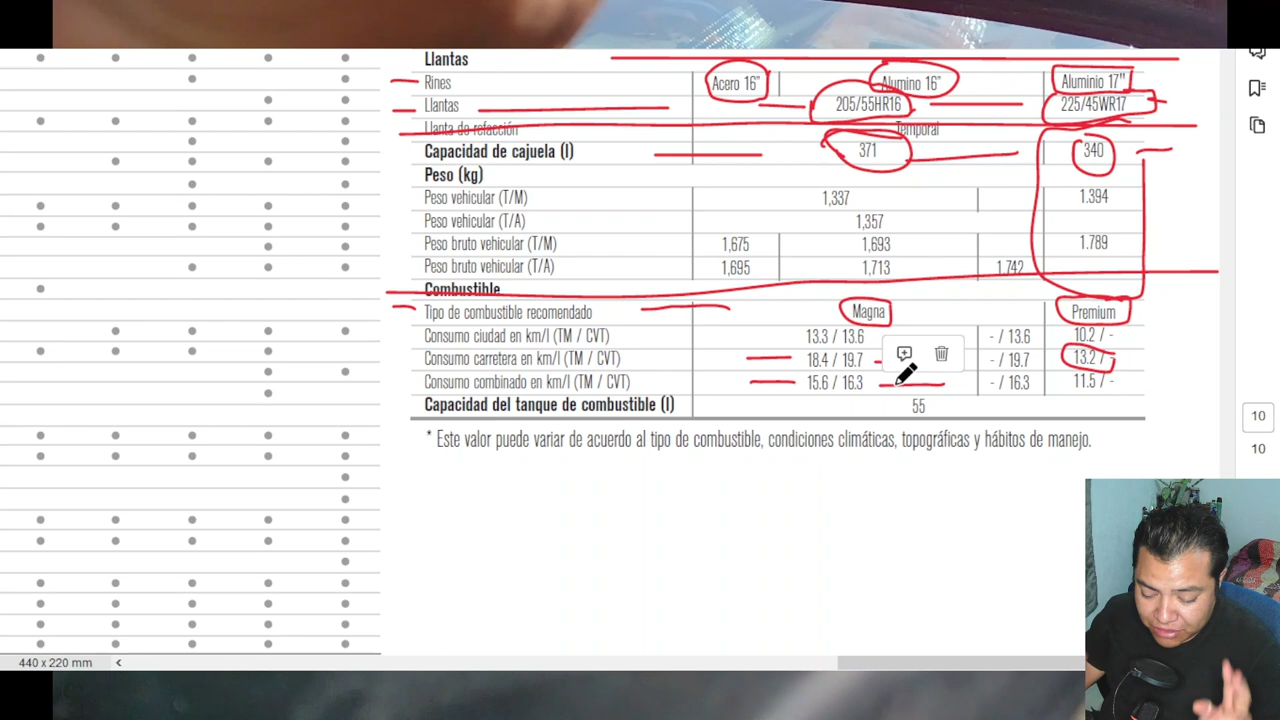 Llantas
Rines Acero 16" Alumino 16" Aluminio 17"
Llantas 205/55HR16 225/45WR17
Llanta de refacción Temporal
Capacidad de cajuela (l) 371 340
Peso (kg)
Peso vehicular (T/M) 1,337 1.394
Peso vehicular (T/A) 1,357
Peso bruto vehicular (T/M) 1,675 1,693 1.789
Peso bruto vehicular (T/A) 1,695 1,713 1.742
Combustible
Tipo de combustible recomendado Magna Premium
Consumo ciudad en km/l (TM / CVT) 13.3 / 13.6 - / 13.6 10.2 / -
Consumo carretera en km/l (TM / CVT) 18.4 / 19.7 - / 19.7 13.2 / -
Consumo combinado en km/l (TM / CVT) 15.6 / 16.3 - / 16.3 11.5 / -
Capacidad del tanque de combustible (l) 55
* Este valor puede variar de acuerdo al tipo de combustible, condiciones climáticas, topográficas y hábitos de manejo.
10
10
440 x 220 mm